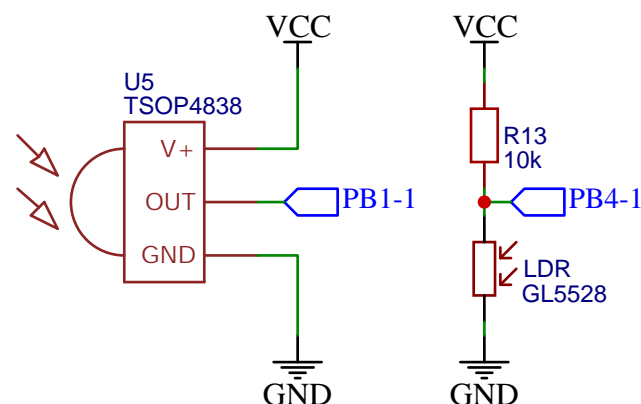 VCC
U5
TSOP4838
V+
OUT
GND
PB1-1
GND
VCC
R13
10k
PB4-1
LDR
GL5528
GND